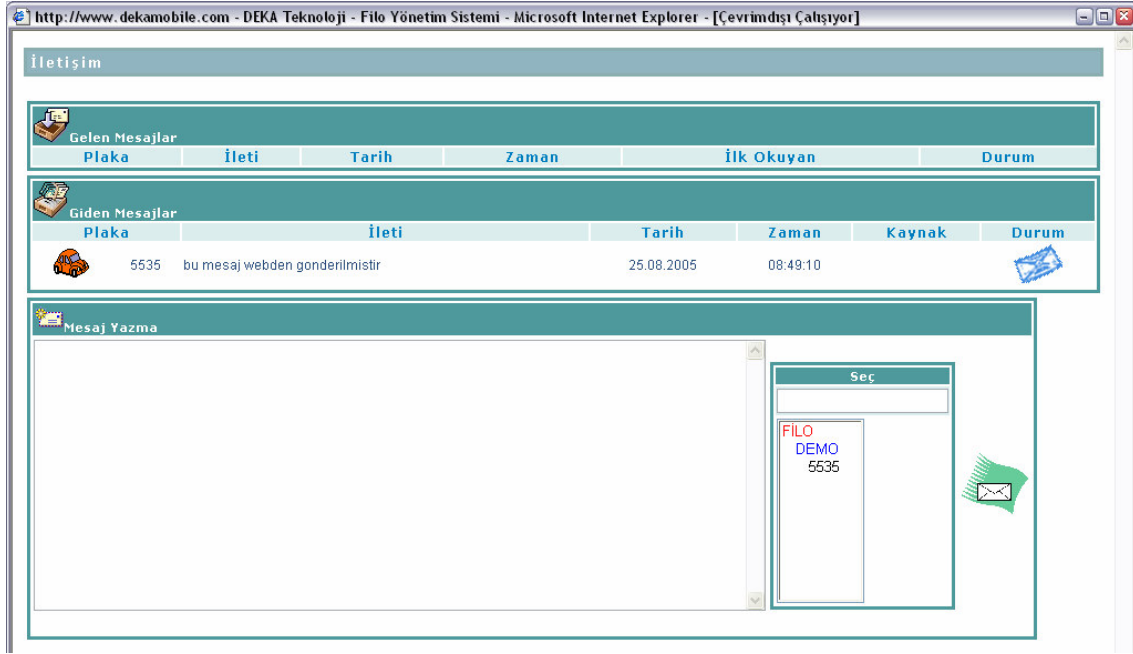 http://www.dekamobile.com - DEKA Teknoloji - Filo Yönetim Sistemi - Microsoft Internet Explorer - [Çevrimdışı Çalışıyor]
İletişim
Gelen Mesajlar
Plaka İleti Tarih Zaman İlk Okuyan Durum
Giden Mesajlar
Plaka İleti Tarih Zaman Kaynak Durum
5535 bu mesaj webden gonderilmistir 25.08.2005 08:49:10
Mesaj Yazma
Seç
FİLO
DEMO
5535